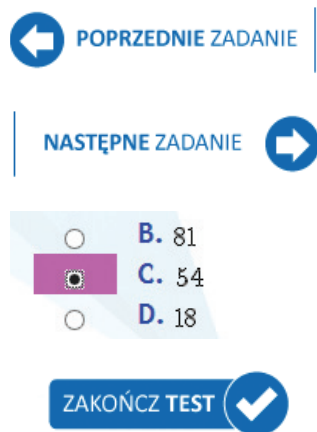 POPRZEDNIE ZADANIE
NASTĘPNE ZADANIE
B. 81
C. 54
D. 18
ZAKOŃCZ TEST